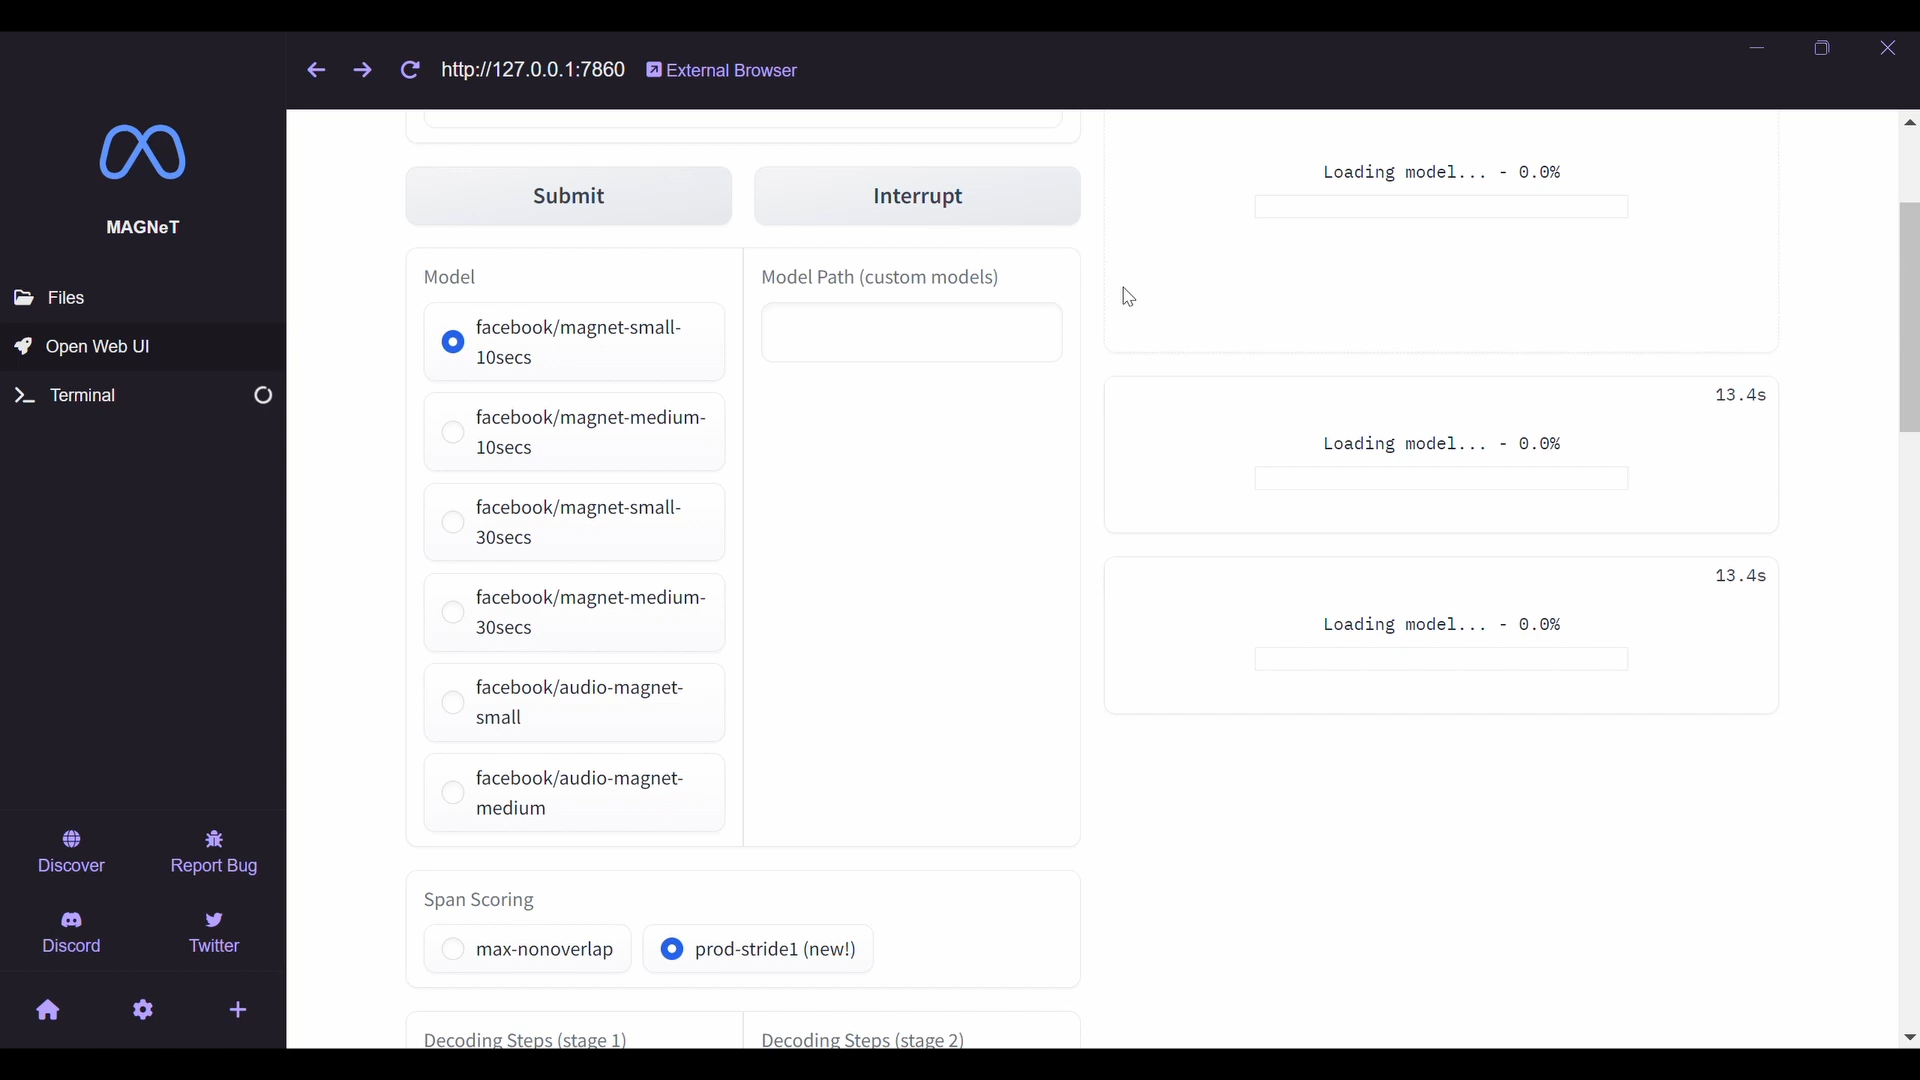 http://127.0.0.1:7860
External Browser
MAGNeT
Files
Open Web UI
Terminal
Discover
Report Bug
Discord
Twitter
Submit
Interrupt
Model
facebook/magnet-small-
10secs
facebook/magnet-medium-
10secs
facebook/magnet-small-
30secs
facebook/magnet-medium-
30secs
facebook/audio-magnet-
small
facebook/audio-magnet-
medium
Model Path (custom models)
Span Scoring
max-nonoverlap
prod-stride1 (new!)
Decoding Steps (stage 1)
Decoding Steps (stage 2)
Loading model... - 0.0%
13.4s
Loading model... - 0.0%
13.4s
Loading model... - 0.0%